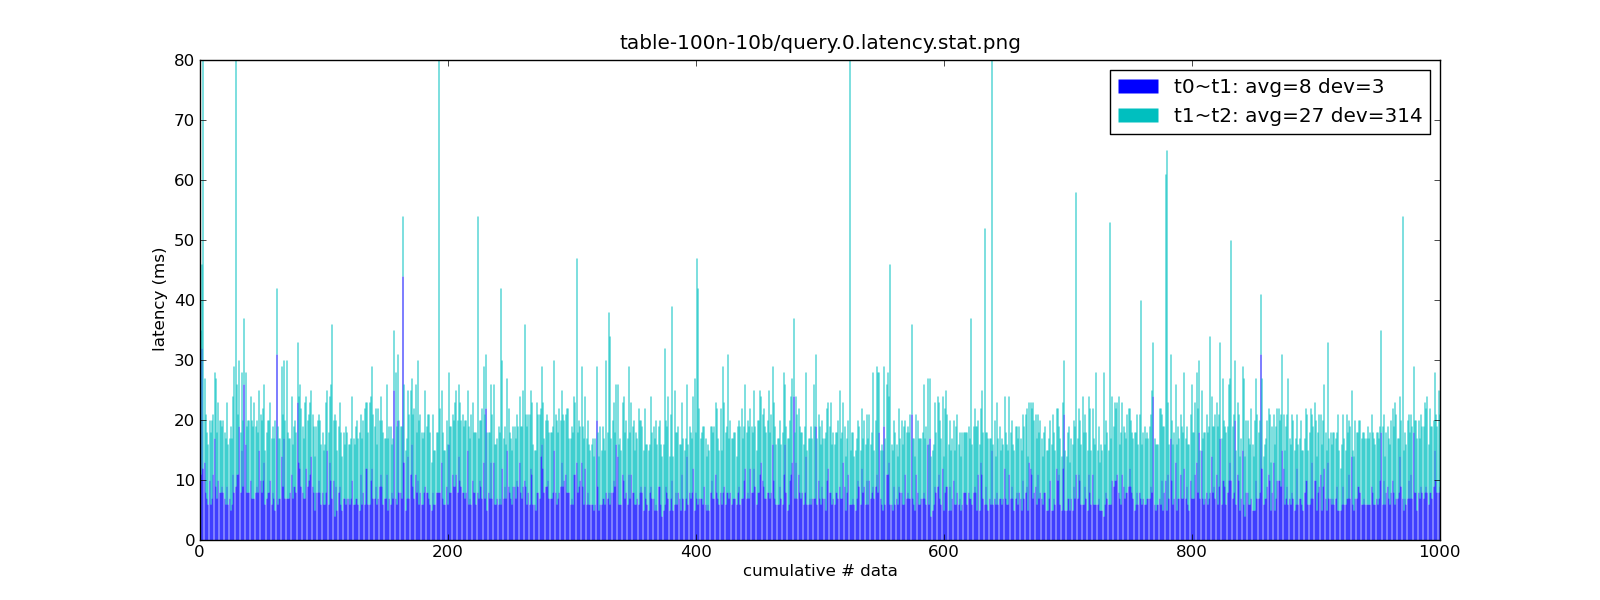 table-100n-10b/query.0.latency.stat.png
80
70
60
50
40
30
20
10
0
latency (ms)
t0~t1: avg=8 dev=3
t1~t2: avg=27 dev=314
0 200 400 600 800 1000
cumulative # data